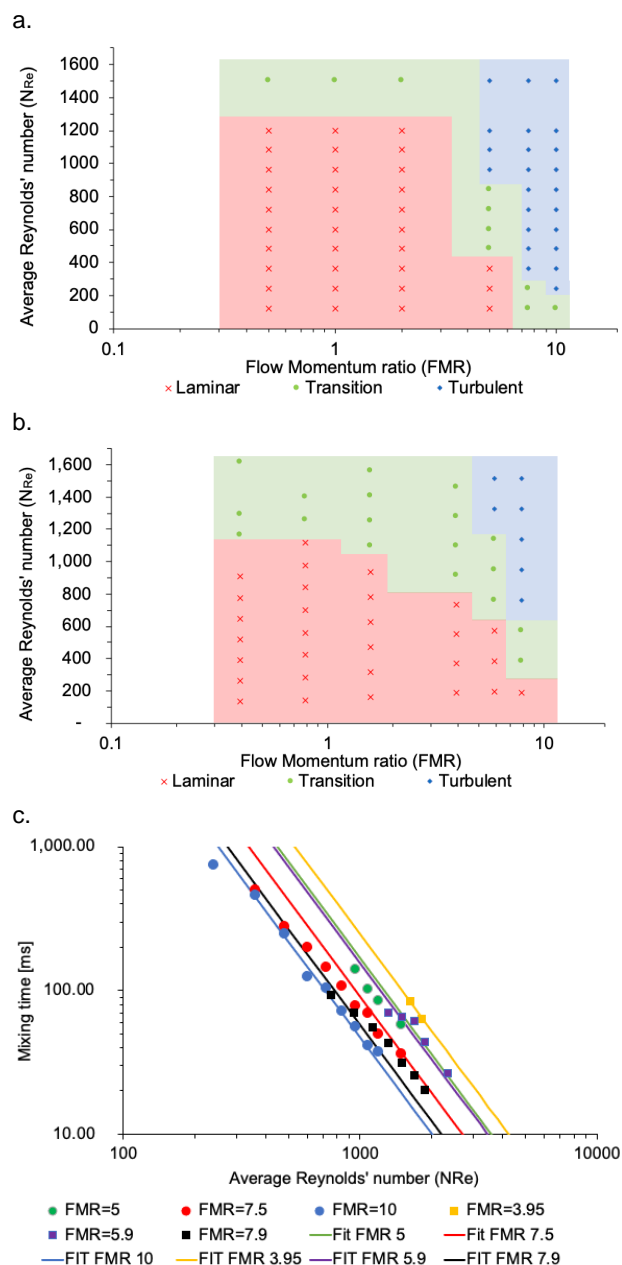 a.
Average Reynolds' number (NRe)
1600
1400
1200
1000
800
600
400
200
0
0.1
1
10
Flow Momentum ratio (FMR)
Laminar
Transition
Turbulent
b.
Average Reynolds' number (NRe)
1,600
1,400
1,200
1,000
800
600
400
200
-
0.1
1
10
Flow Momentum ratio (FMR)
Laminar
Transition
Turbulent
c.
Mixing time [ms]
1,000.00
100.00
10.00
100
1000
10000
Average Reynolds' number (NRe)
FMR=5 FMR=7.5 FMR=10 FMR=3.95
FMR=5.9 FMR=7.9 Fit FMR 5 Fit FMR 7.5
FIT FMR 10 FIT FMR 3.95 FIT FMR 5.9 FIT FMR 7.9